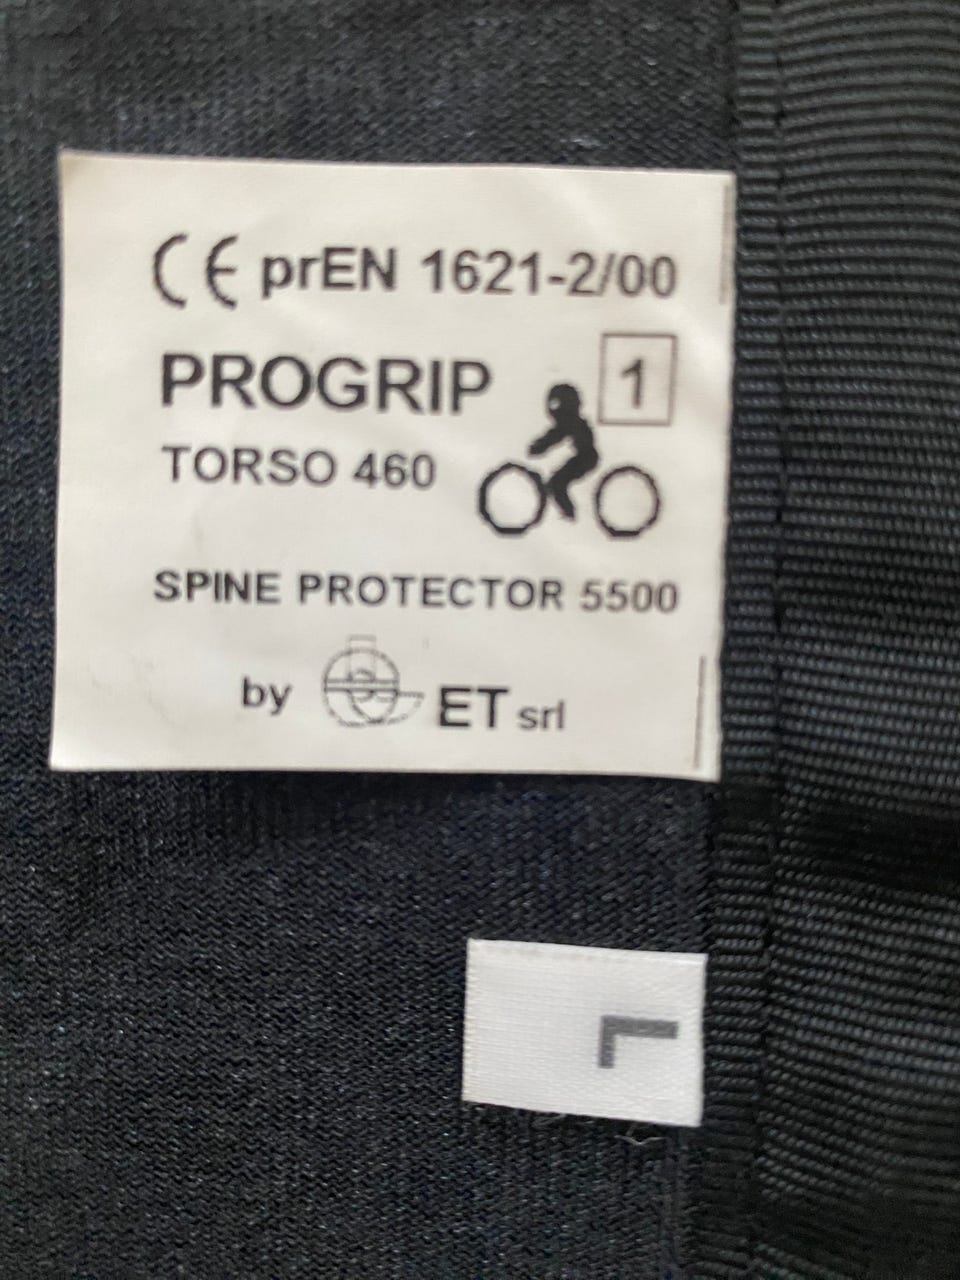 CE prEN 1621-2/00
PROGRIP
1
TORSO 460
SPINE PROTECTOR 5500
by ET srl
L